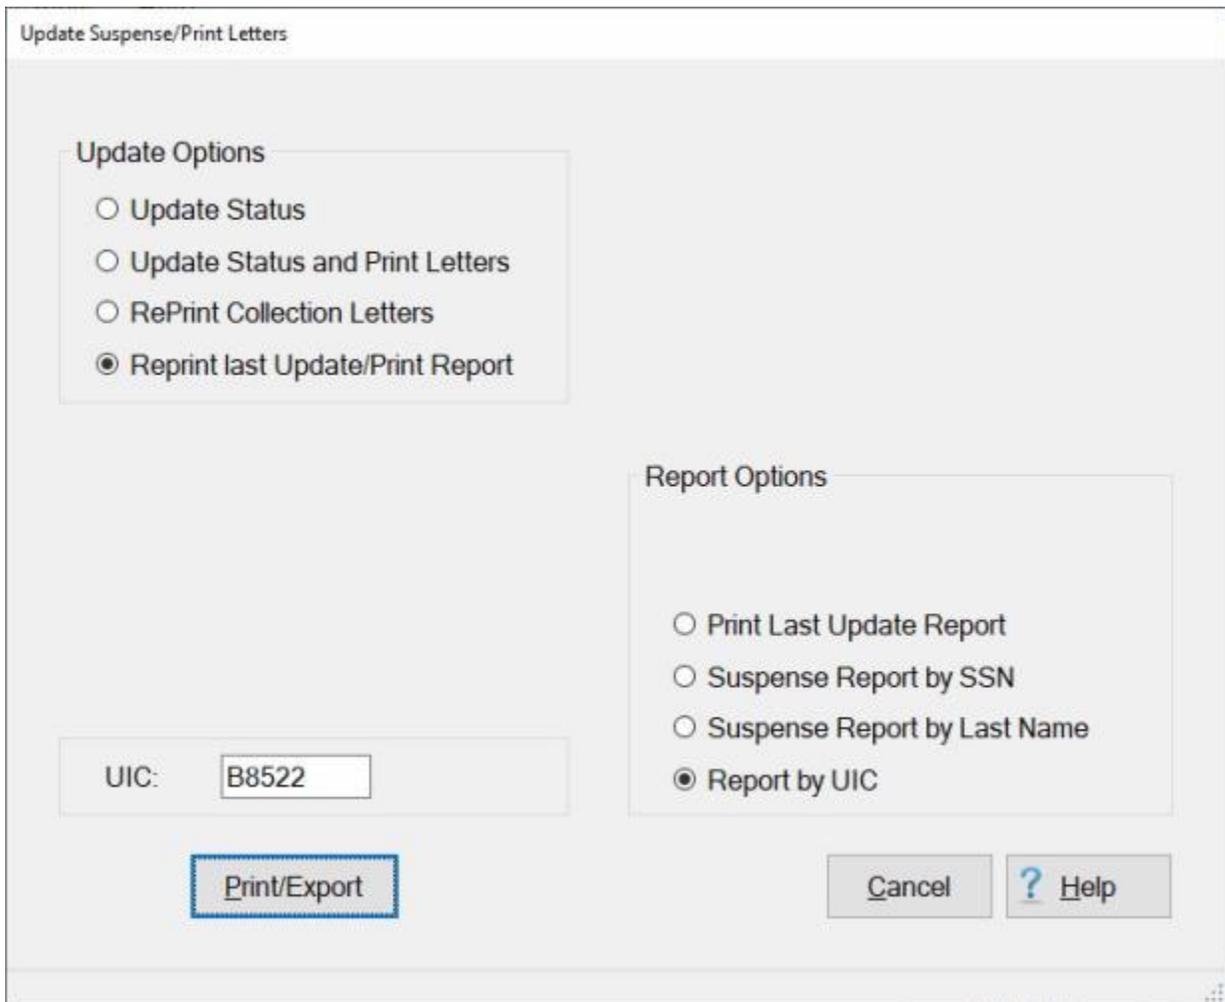 Update Suspense/Print Letters
Update Options
Update Status
Update Status and Print Letters
RePrint Collection Letters
Reprint last Update/Print Report
Report Options
Print Last Update Report
Suspense Report by SSN
Suspense Report by Last Name
Report by UIC
UIC: B8522
Print/Export
Cancel
? Help